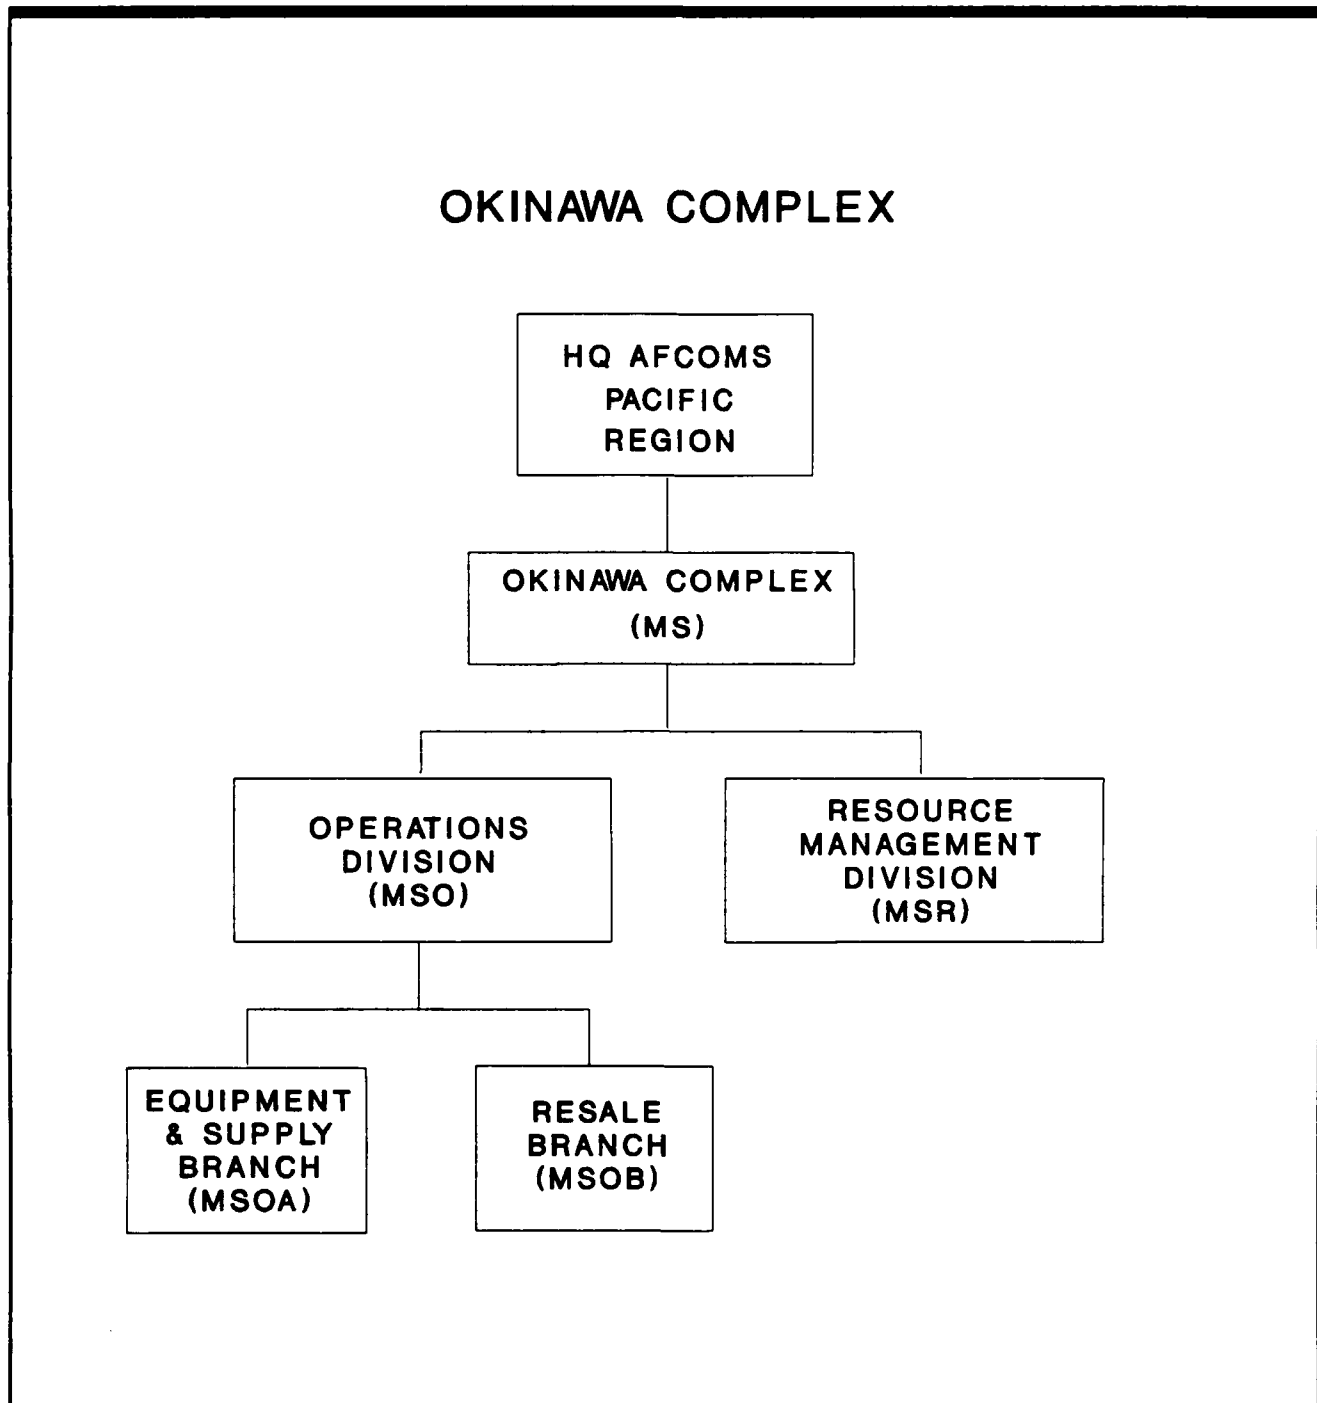 OKINAWA COMPLEX
HQ AFCOMS
PACIFIC
REGION
OKINAWA COMPLEX
(MS)
OPERATIONS
DIVISION
(MSO)
RESOURCE
MANAGEMENT
DIVISION
(MSR)
EQUIPMENT
& SUPPLY
BRANCH
(MSOA)
RESALE
BRANCH
(MSOB)